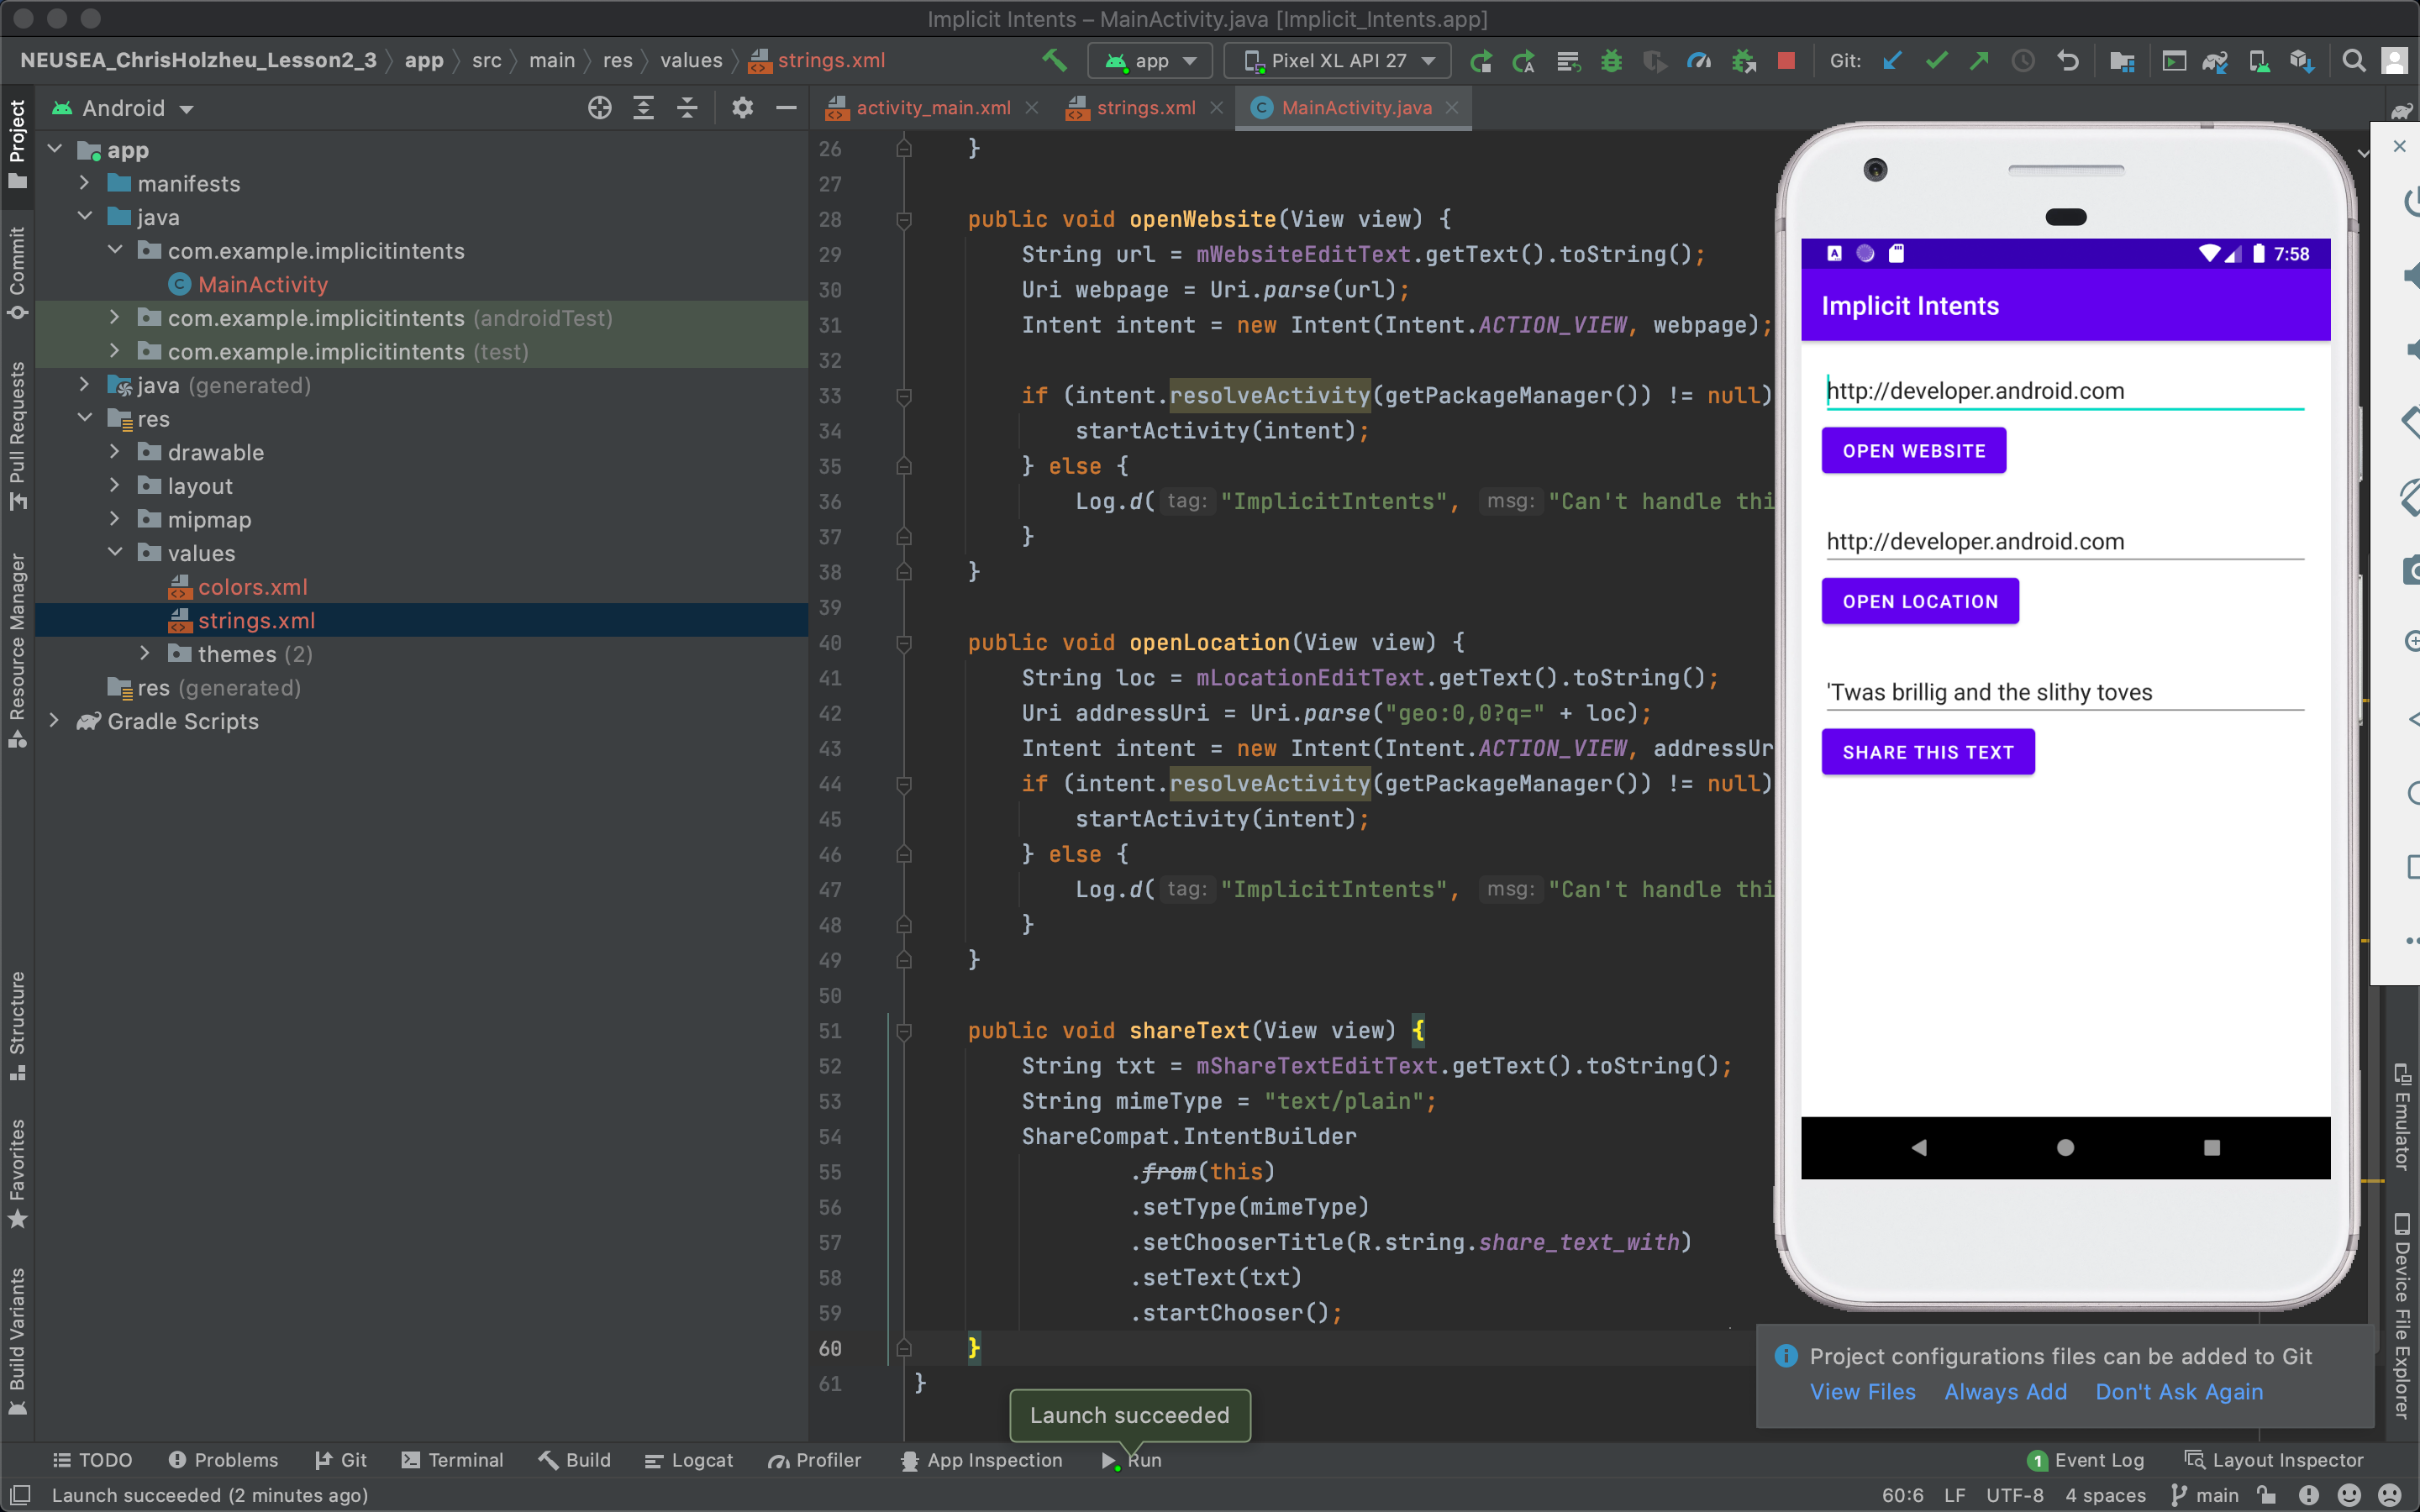 Implicit Intents – MainActivity.java [Implicit_Intents.app]
NEUSEA_ChrisHolzheu_Lesson2_3 app src main res values strings.xml
app
Pixel XL API 27
Git:
Project
Commit
Pull Requests
Resource Manager
Structure
Favorites
Build Variants
Android
app
manifests
java
com.example.implicitintents
MainActivity
com.example.implicitintents (androidTest)
com.example.implicitintents (test)
java (generated)
res
drawable
layout
mipmap
values
colors.xml
strings.xml
themes (2)
res (generated)
Gradle Scripts
activity_main.xml strings.xml MainActivity.java
26 }
27
28 public void openWebsite(View view) {
29 String url = mWebsiteEditText.getText().toString();
30 Uri webpage = Uri.parse(url);
31 Intent intent = new Intent(Intent.ACTION_VIEW, webpage);
32
33 if (intent.resolveActivity(getPackageManager()) != null)
34 startActivity(intent);
35 } else {
36 Log.d( tag: "ImplicitIntents", msg: "Can't handle thi
37 }
38 }
39
40 public void openLocation(View view) {
41 String loc = mLocationEditText.getText().toString();
42 Uri addressUri = Uri.parse("geo:0,0?q=" + loc);
43 Intent intent = new Intent(Intent.ACTION_VIEW, addressUr
44 if (intent.resolveActivity(getPackageManager()) != null)
45 startActivity(intent);
46 } else {
47 Log.d( tag: "ImplicitIntents", msg: "Can't handle thi
48 }
49 }
50
51 public void shareText(View view) {
52 String txt = mShareTextEditText.getText().toString();
53 String mimeType = "text/plain";
54 ShareCompat.IntentBuilder
55 .from(this)
56 .setType(mimeType)
57 .setChooserTitle(R.string.share_text_with)
58 .setText(txt)
59 .startChooser();
60 }
61 }
7:58
Implicit Intents
http://developer.android.com
OPEN WEBSITE
http://developer.android.com
OPEN LOCATION
'Twas brillig and the slithy toves
SHARE THIS TEXT
Emulator
Device File Explorer
Project configurations files can be added to Git
View Files Always Add Don't Ask Again
Launch succeeded
TODO Problems Git Terminal Build Logcat Profiler App Inspection Run 1 Event Log Layout Inspector
Launch succeeded (2 minutes ago) 60:6 LF UTF-8 4 spaces main